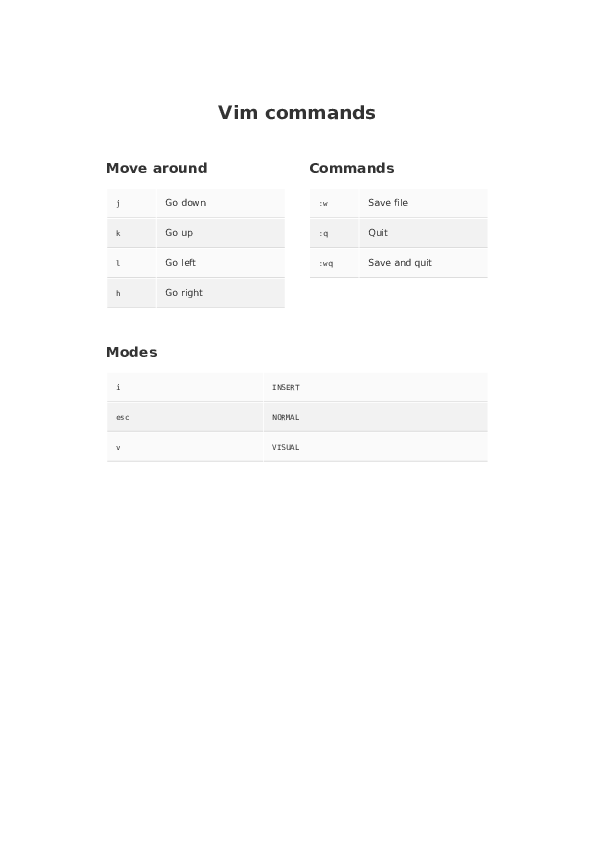 Vim commands
Move around
j Go down
k Go up
l Go left
h Go right
Commands
:w Save file
:q Quit
:wq Save and quit
Modes
i INSERT
esc NORMAL
v VISUAL